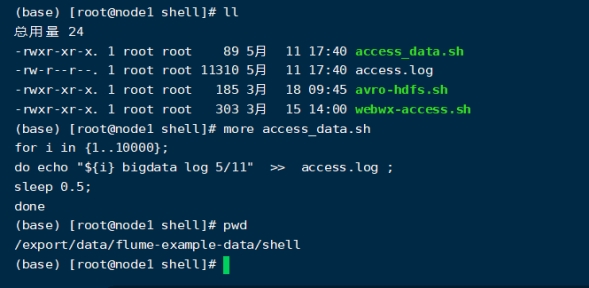 (base) [root@node1 shell]# ll
总用量 24
-rwxr-xr-x. 1 root root    89 5月  11 17:40 access_data.sh
-rw-r--r--. 1 root root 11310 5月  11 17:40 access.log
-rwxr-xr-x. 1 root root   185 3月  18 09:45 avro-hdfs.sh
-rwxr-xr-x. 1 root root   303 3月  15 14:00 webwx-access.sh
(base) [root@node1 shell]# more access_data.sh
for i in {1..10000};
do echo "${i} bigdata log 5/11"  >>  access.log ;
sleep 0.5;
done
(base) [root@node1 shell]# pwd
/export/data/flume-example-data/shell
(base) [root@node1 shell]#